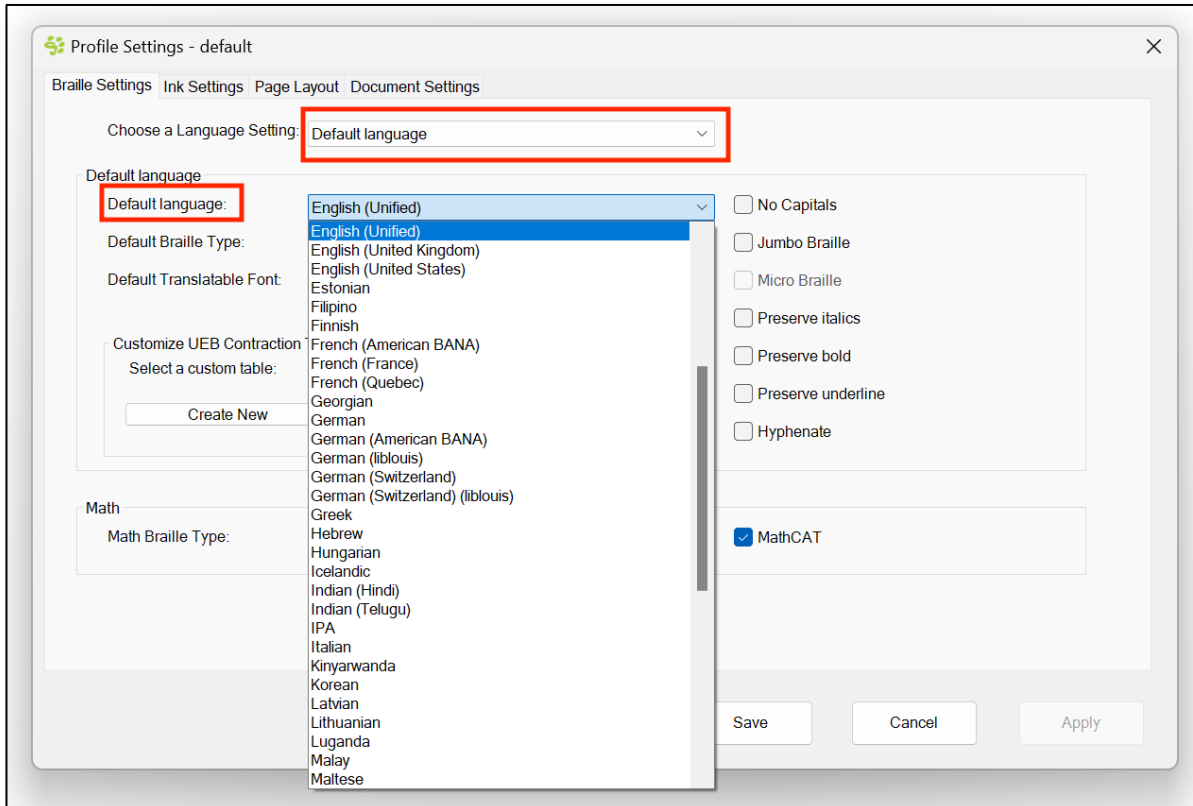 Profile Settings - default
Braille Settings Ink Settings Page Layout Document Settings
Choose a Language Setting: Default language
Default language
Default language: English (Unified) No Capitals
English (Unified)
Default Braille Type: English (United Kingdom) Jumbo Braille
English (United States)
Default Translatable Font: Estonian Micro Braille
Filipino
Finnish Preserve italics
Customize UEB Contraction French (American BANA)
French (France) Preserve bold
Select a custom table: French (Quebec)
Georgian Preserve underline
Create New German
German (American BANA) Hyphenate
German (liblouis)
German (Switzerland)
German (Switzerland) (liblouis)
Math
Greek
Math Braille Type: Hebrew MathCAT
Hungarian
Icelandic
Indian (Hindi)
Indian (Telugu)
IPA
Italian
Kinyarwanda
Korean
Latvian
Lithuanian Save Cancel Apply
Luganda
Malay
Maltese